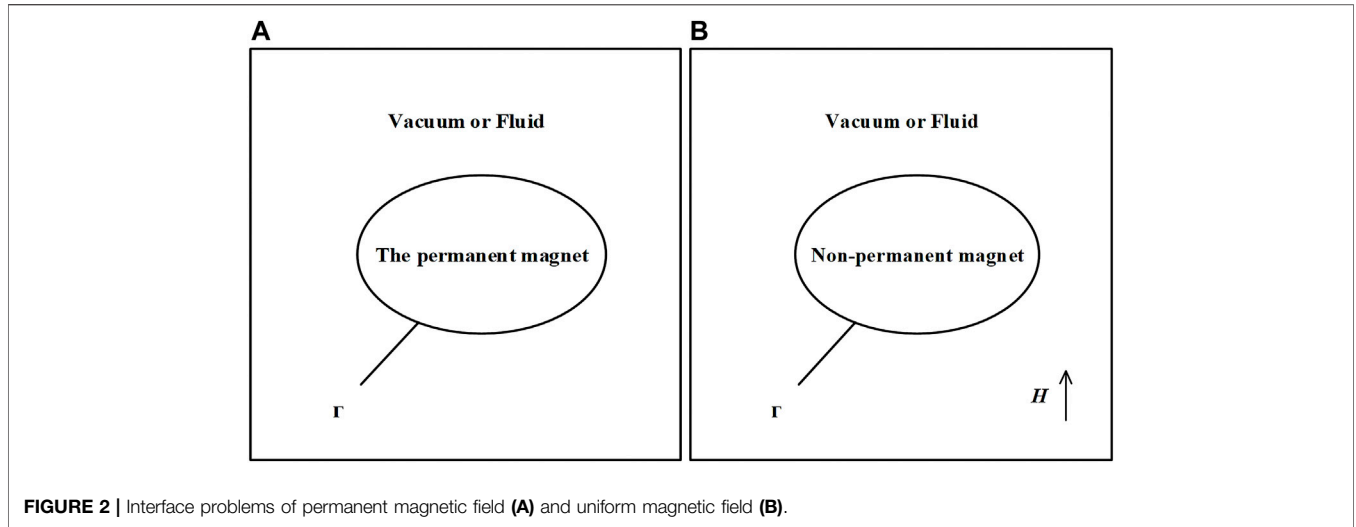 A
Vacuum or Fluid
The permanent magnet
Γ
B
Vacuum or Fluid
Non-permanent magnet
H
Γ
FIGURE 2 | Interface problems of permanent magnetic field (A) and uniform magnetic field (B).